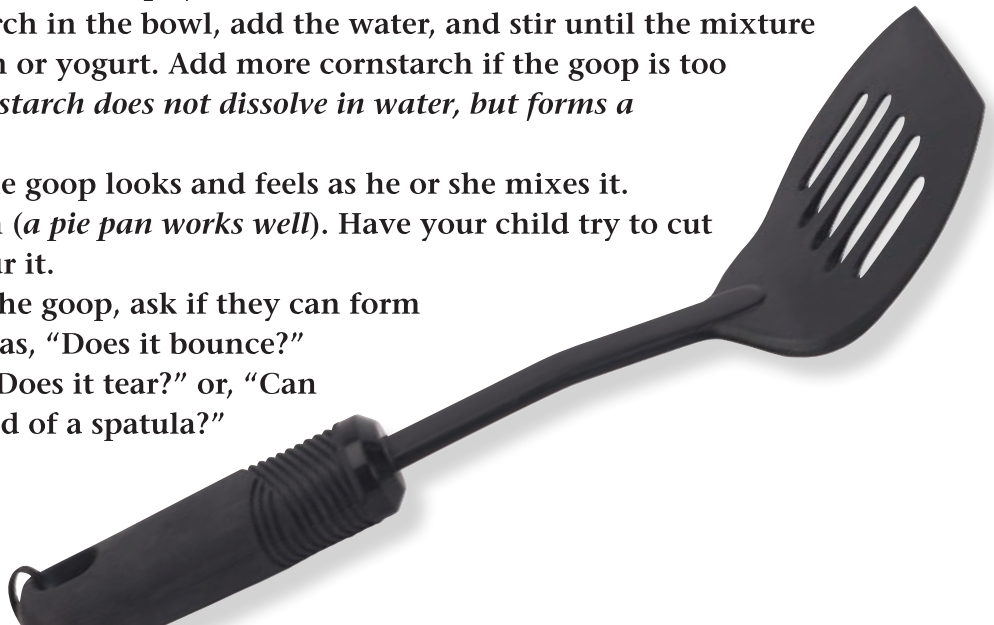 rch in the bowl, add the water, and stir until the mixture
or yogurt. Add more cornstarch if the goop is too
starch does not dissolve in water, but forms a
e goop looks and feels as he or she mixes it.
(a pie pan works well). Have your child try to cut
r it.
he goop, ask if they can form
as, “Does it bounce?”
Does it tear?” or, “Can
d of a spatula?”